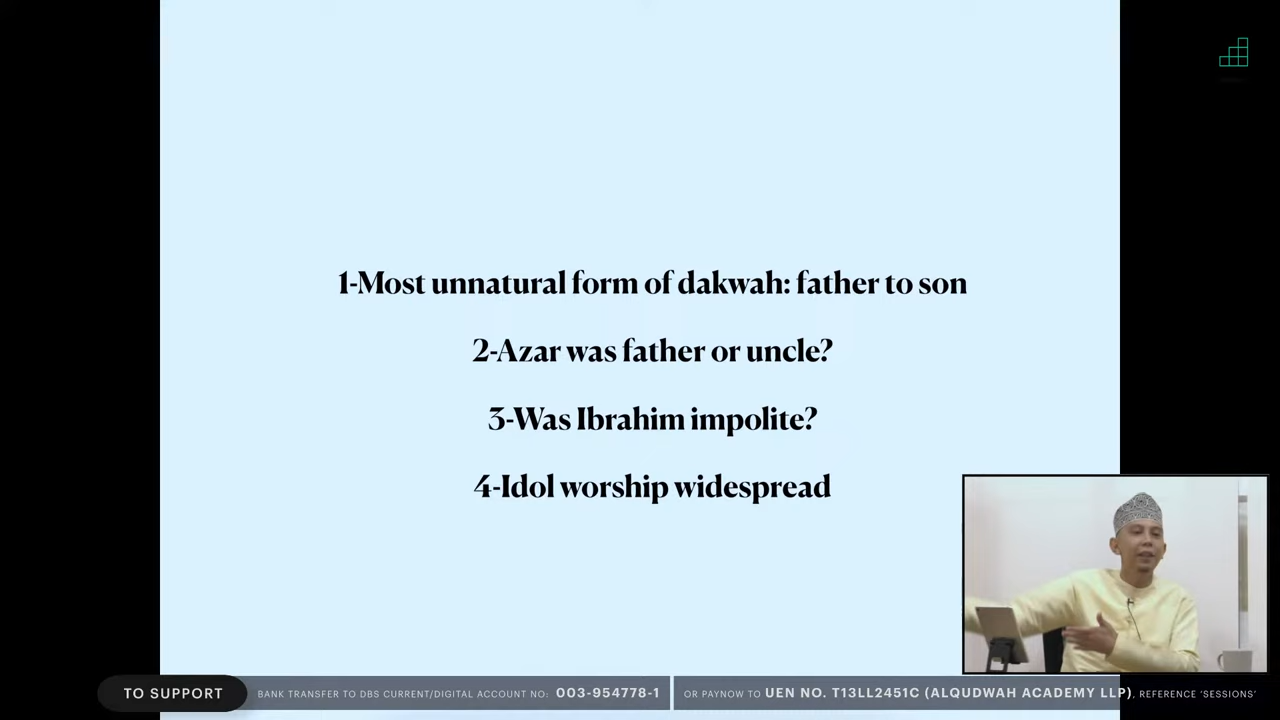 1-Most unnatural form of dakwah: father to son
2-Azar was father or uncle?
3-Was Ibrahim impolite?
4-Idol worship widespread
TO SUPPORT
BANK TRANSFER TO DBS CURRENT/DIGITAL ACCOUNT NO: 003-954778-1
OR PAYNOW TO UEN NO. T13LL2451C (ALQUDWAH ACADEMY LLP), REFERENCE 'SESSIONS'